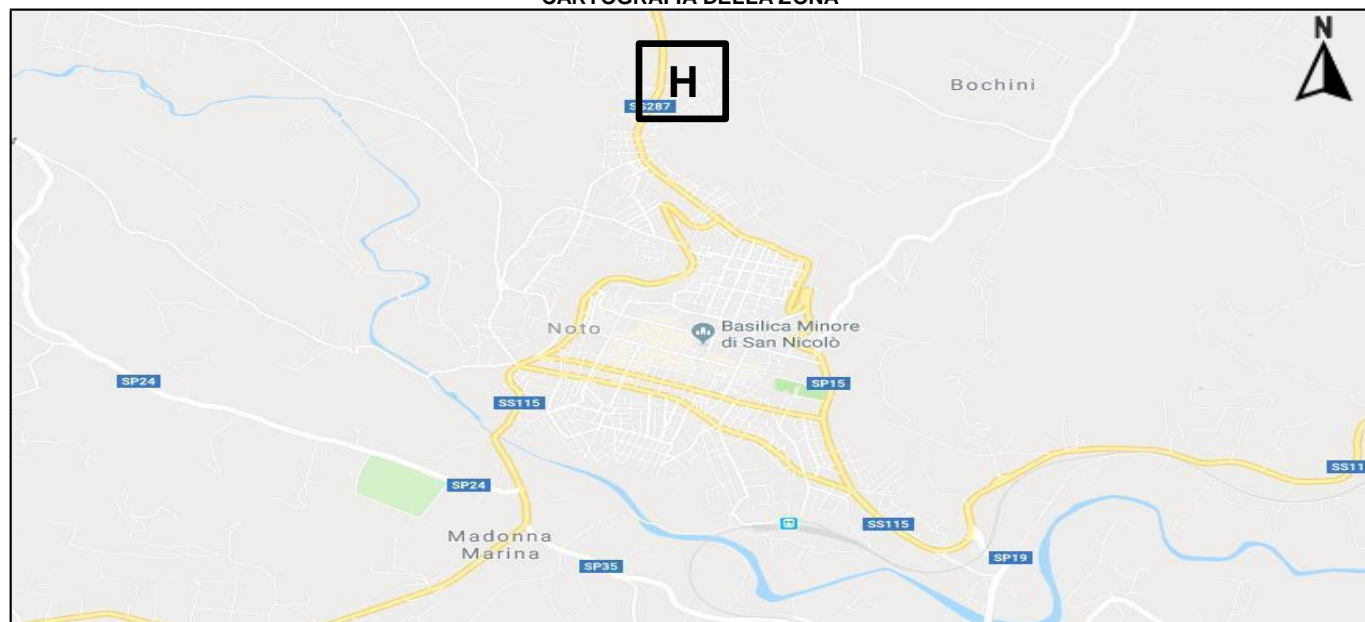 CARTOGRAFIA DELLA ZONA
N
H
SS287
Bochini
Noto
Basilica Minore
di San Nicolò
SP24
SP15
SS115
SS11
SP24
SS115
Madonna
Marina
SP35
SP19